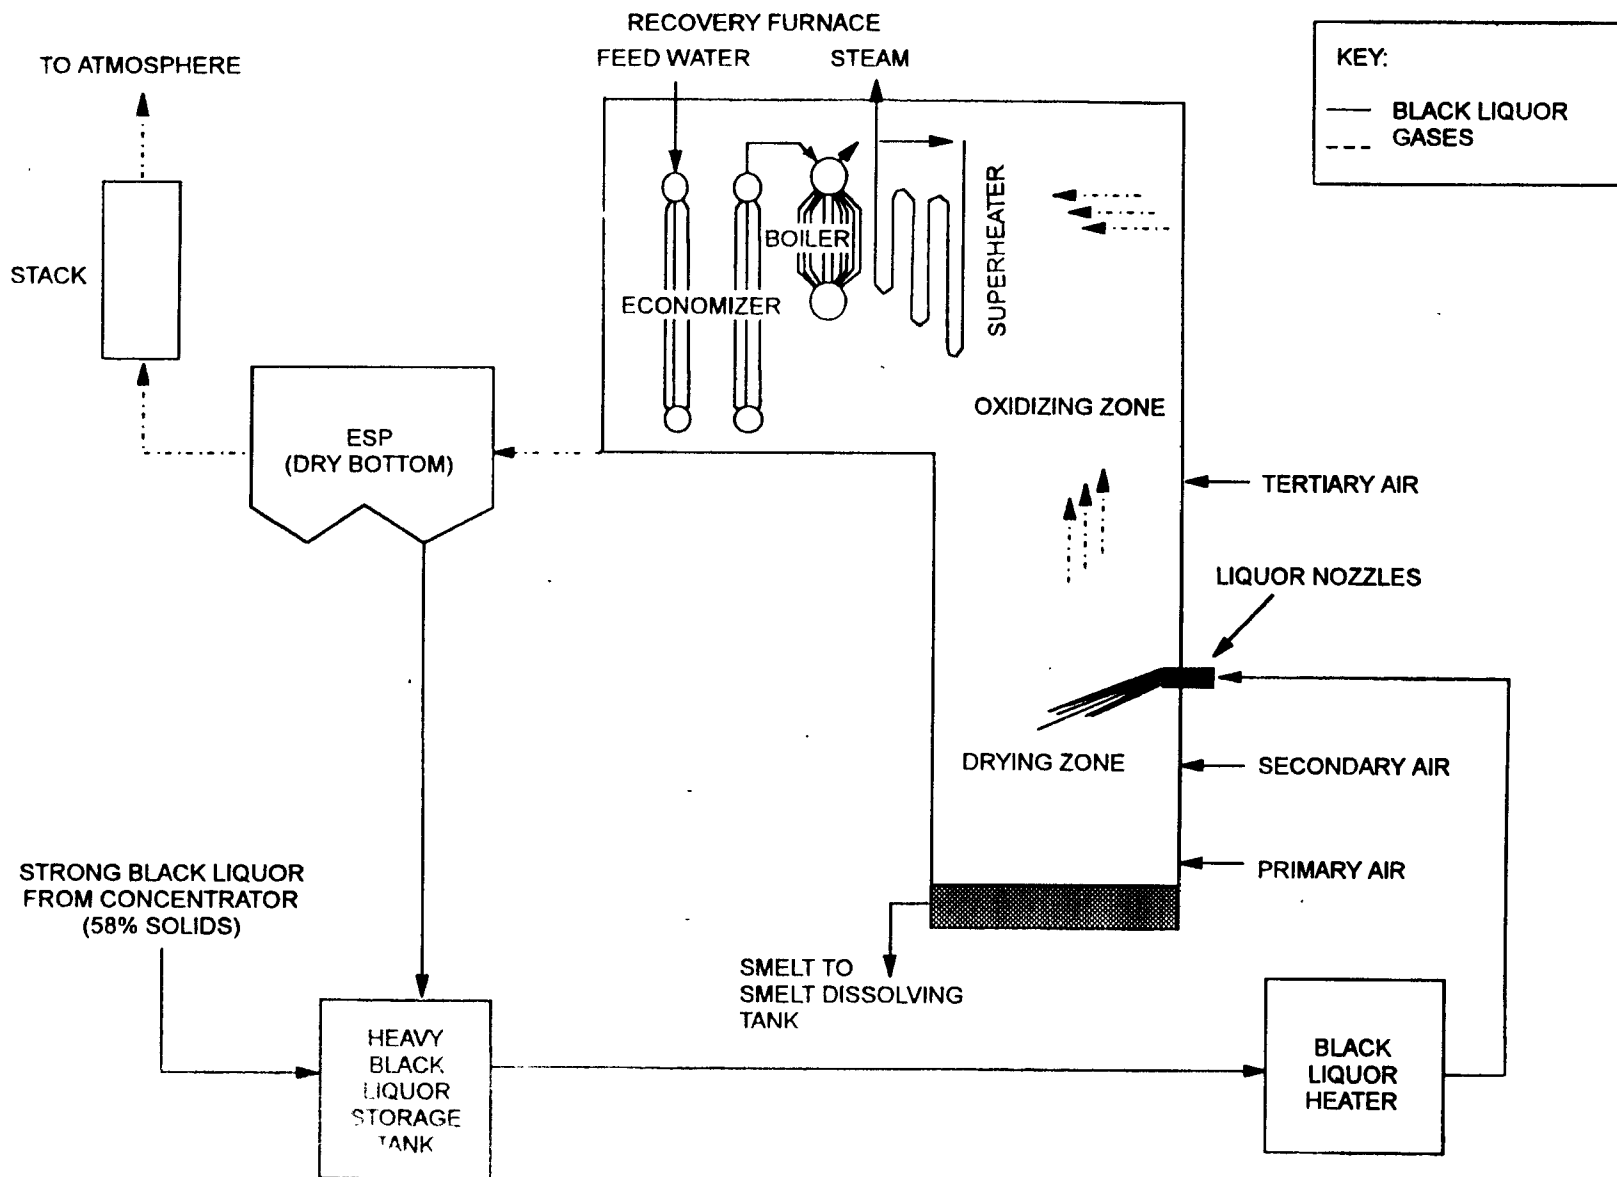 RECOVERY FURNACE
FEED WATER
STEAM
TO ATMOSPHERE
KEY:
BLACK LIQUOR
GASES
STACK
BOILER
ECONOMIZER
SUPERHEATER
OXIDIZING ZONE
ESP
(DRY BOTTOM)
TERTIARY AIR
LIQUOR NOZZLES
DRYING ZONE
SECONDARY AIR
PRIMARY AIR
STRONG BLACK LIQUOR
FROM CONCENTRATOR
(58% SOLIDS)
SMELT TO
SMELT DISSOLVING
TANK
HEAVY
BLACK
LIQUOR
STORAGE
TANK
BLACK
LIQUOR
HEATER